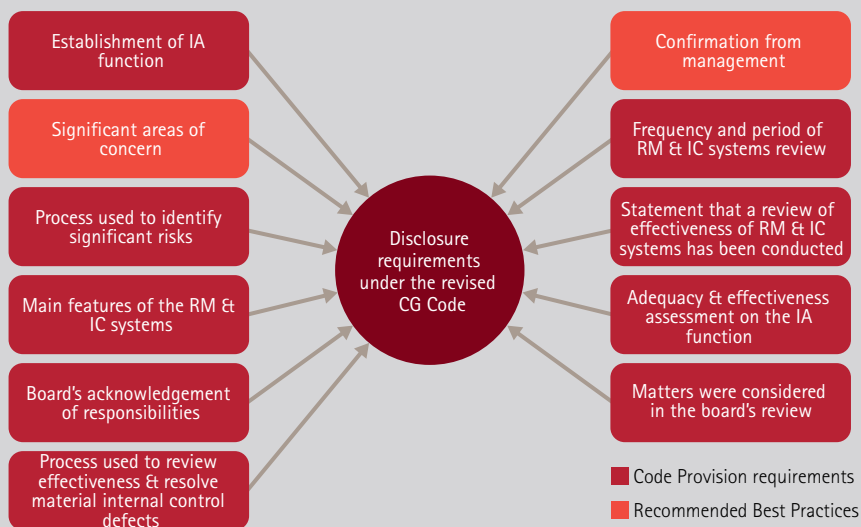 Establishment of IA
function
Significant areas of
concern
Process used to identify
significant risks
Main features of the RM &
IC systems
Board's acknowledgement
of responsibilities
Process used to review
effectiveness & resolve
material internal control
defects
Disclosure
requirements
under the revised
CG Code
Confirmation from
management
Frequency and period of
RM & IC systems review
Statement that a review of
effectiveness of RM & IC
systems has been conducted
Adequacy & effectiveness
assessment on the IA
function
Matters were considered
in the board's review
Code Provision requirements
Recommended Best Practices